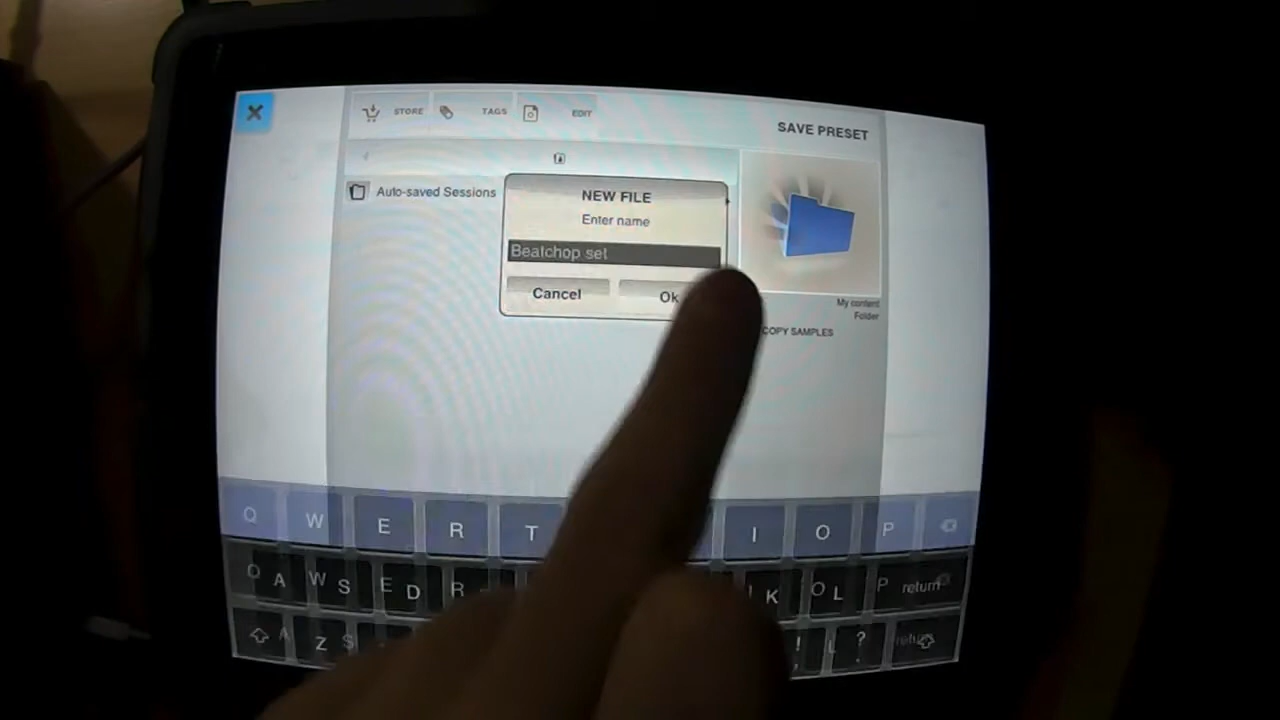 STORE TAGS EDIT
SAVE PRESET
Auto-saved Sessions
NEW FILE
Enter name
Beatchop set
Cancel Ok
My content
Folder
COPY SAMPLES
Q W E R T I O P
A S D K L return
Z ! ?